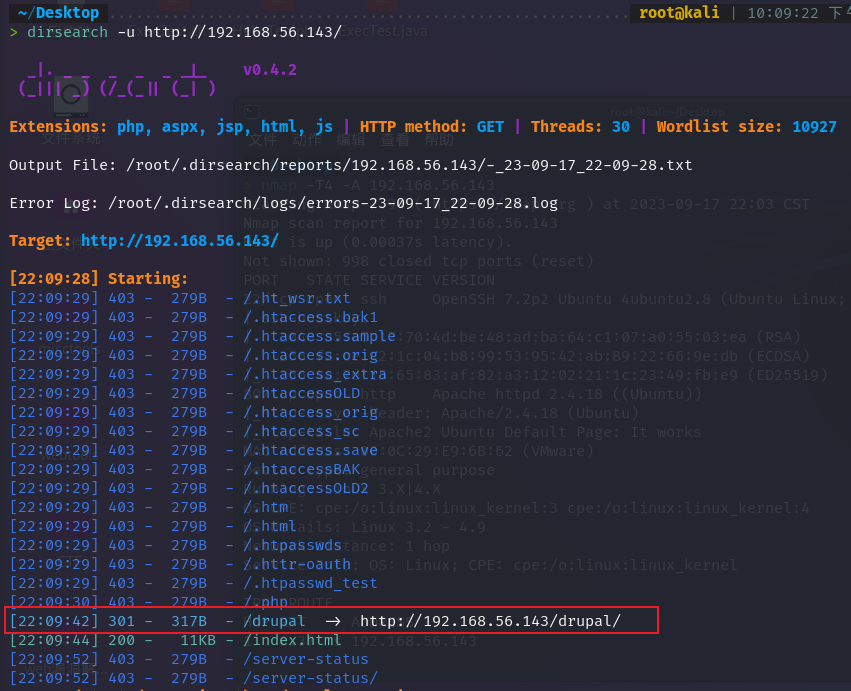 ~/Desktop root@kali | 10:09:22 下
> dirsearch -u http://192.168.56.143/
v0.4.2
Extensions: php, aspx, jsp, html, js | HTTP method: GET | Threads: 30 | Wordlist size: 10927
Output File: /root/.dirsearch/reports/192.168.56.143/-_23-09-17_22-09-28.txt
Error Log: /root/.dirsearch/logs/errors-23-09-17_22-09-28.log
Target: http://192.168.56.143/
[22:09:28] Starting:
[22:09:29] 403 -  279B  - /.ht_wsr.txt
[22:09:29] 403 -  279B  - /.htaccess.bak1
[22:09:29] 403 -  279B  - /.htaccess.sample
[22:09:29] 403 -  279B  - /.htaccess.orig
[22:09:29] 403 -  279B  - /.htaccess_extra
[22:09:29] 403 -  279B  - /.htaccessOLD
[22:09:29] 403 -  279B  - /.htaccess_orig
[22:09:29] 403 -  279B  - /.htaccess_sc
[22:09:29] 403 -  279B  - /.htaccess.save
[22:09:29] 403 -  279B  - /.htaccessBAK
[22:09:29] 403 -  279B  - /.htaccessOLD2
[22:09:29] 403 -  279B  - /.htm
[22:09:29] 403 -  279B  - /.html
[22:09:29] 403 -  279B  - /.htpasswds
[22:09:29] 403 -  279B  - /.httr-oauth
[22:09:29] 403 -  279B  - /.htpasswd_test
[22:09:30] 403 -  279B  - /.php
[22:09:42] 301 -  317B  - /drupal  ->  http://192.168.56.143/drupal/
[22:09:44] 200 -   11KB - /index.html
[22:09:52] 403 -  279B  - /server-status
[22:09:52] 403 -  279B  - /server-status/